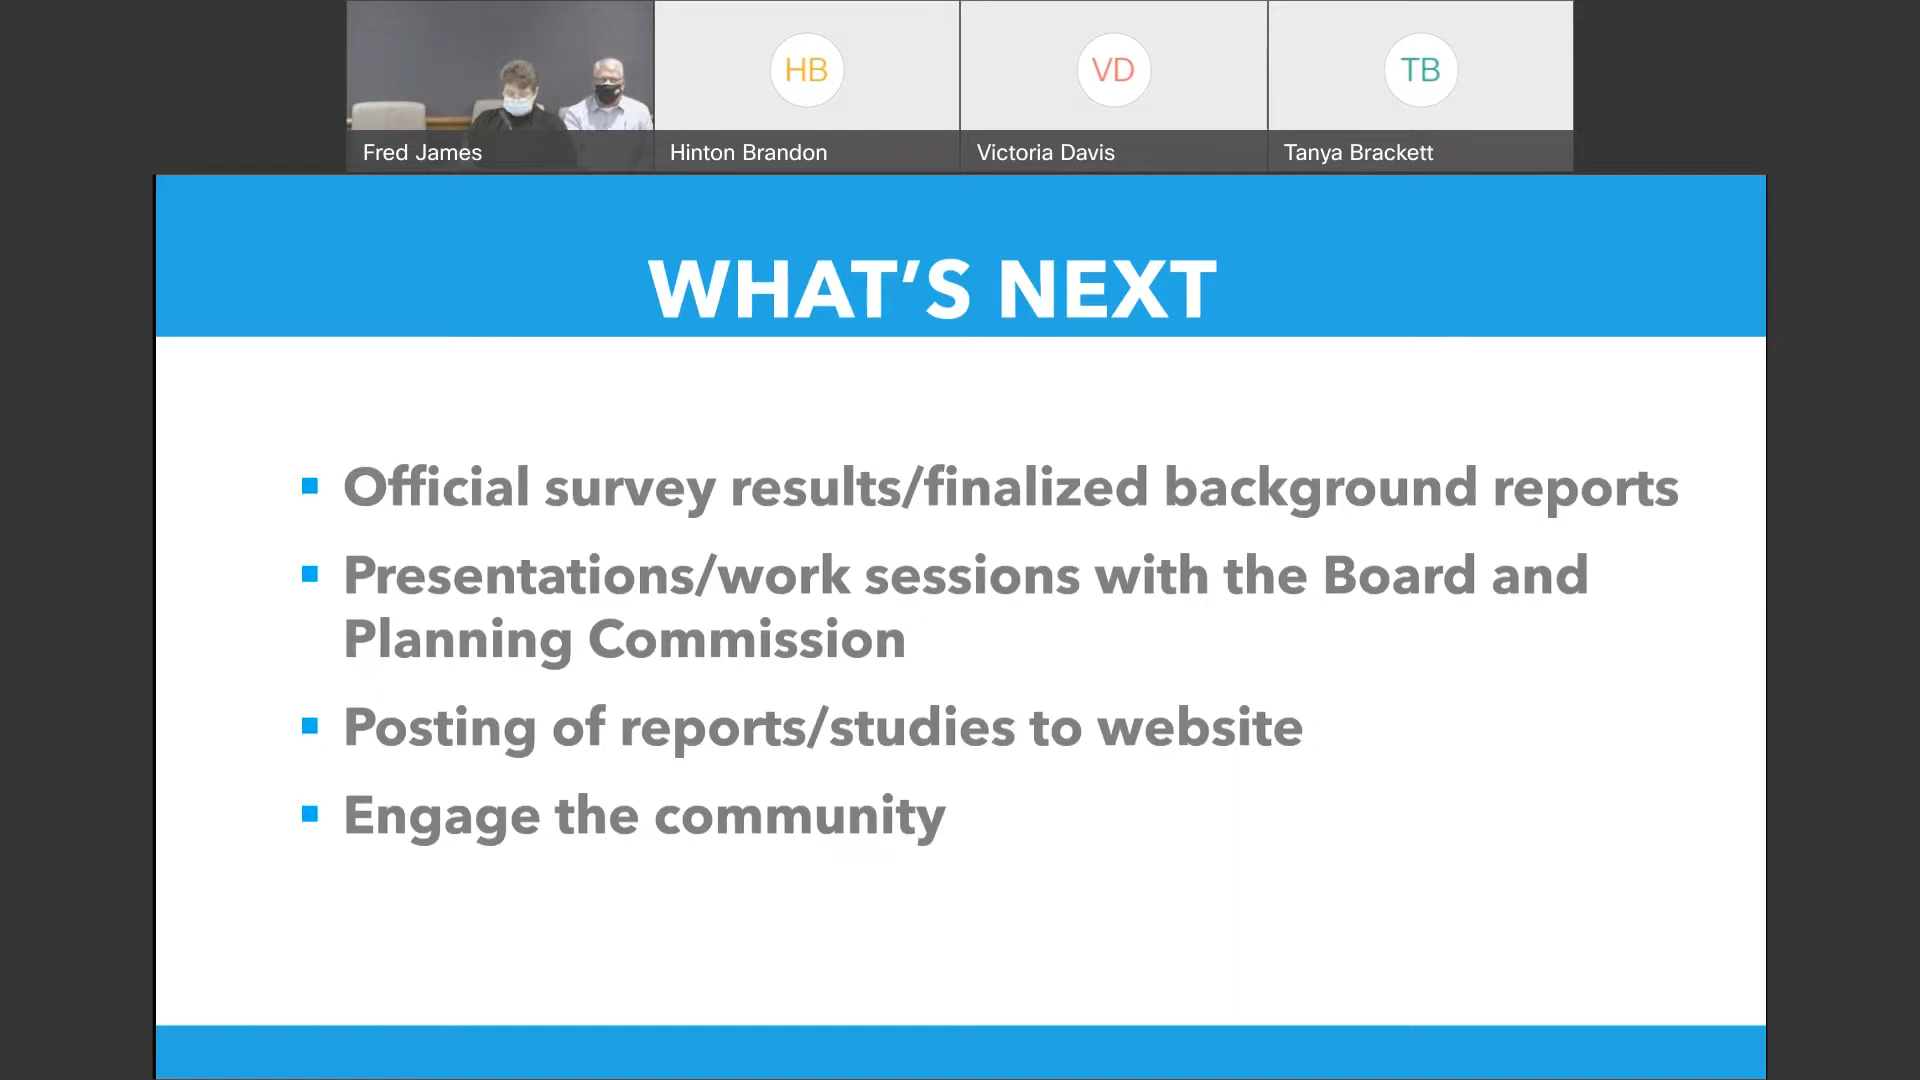 HB
VD
TB
Fred James
Hinton Brandon
Victoria Davis
Tanya Brackett
WHAT’S NEXT
Official survey results/finalized background reports
Presentations/work sessions with the Board and
Planning Commission
Posting of reports/studies to website
Engage the community